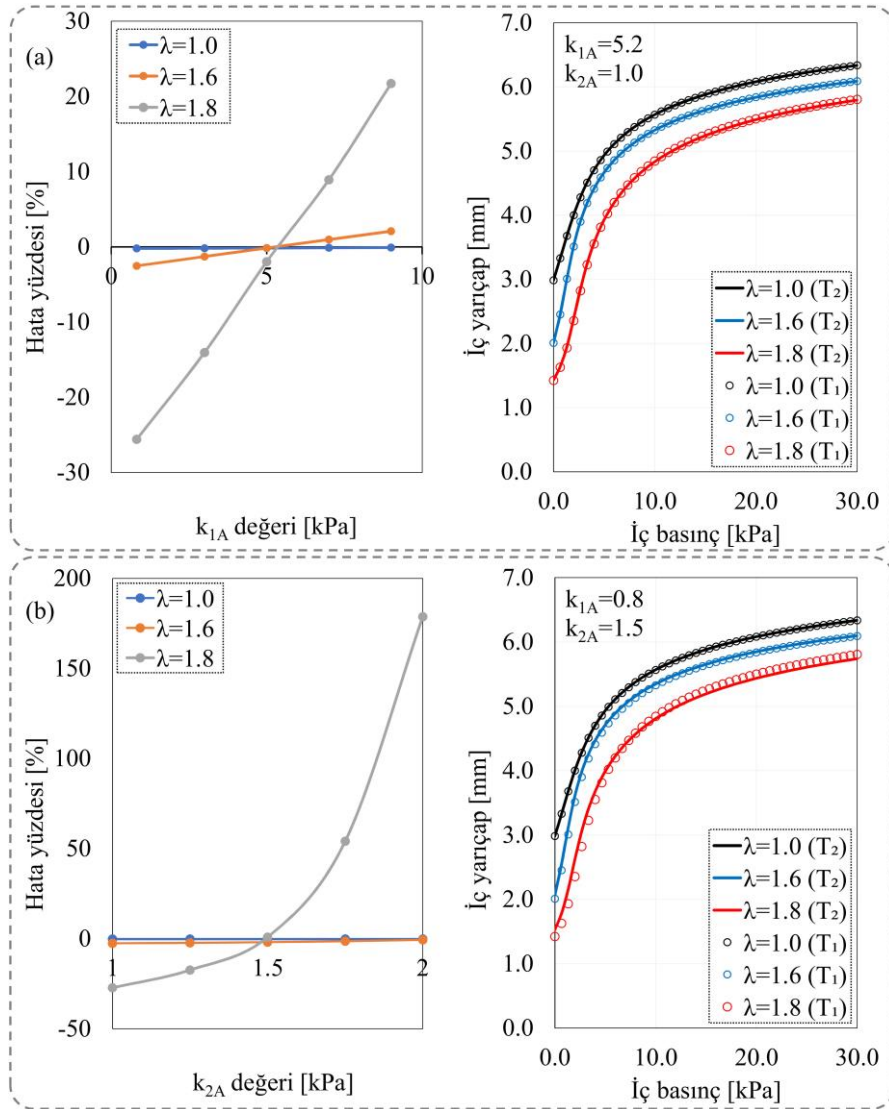 (a)
λ=1.0
λ=1.6
λ=1.8
Hata yüzdesi [%]
30
20
10
0
-10
-20
-30
0
5
10
k1A değeri [kPa]
k1A=5.2
k2A=1.0
İç yarıçap [mm]
7.0
6.0
5.0
4.0
3.0
2.0
1.0
0.0
λ=1.0 (T₂)
λ=1.6 (T₂)
λ=1.8 (T₂)
λ=1.0 (T₁)
λ=1.6 (T₁)
λ=1.8 (T₁)
0.0
10.0
20.0
30.0
İç basınç [kPa]
(b)
λ=1.0
λ=1.6
λ=1.8
Hata yüzdesi [%]
200
150
100
50
0
-50
1
1.5
2
k2A değeri [kPa]
k1A=0.8
k2A=1.5
İç yarıçap [mm]
7.0
6.0
5.0
4.0
3.0
2.0
1.0
0.0
λ=1.0 (T₂)
λ=1.6 (T₂)
λ=1.8 (T₂)
λ=1.0 (T₁)
λ=1.6 (T₁)
λ=1.8 (T₁)
0.0
10.0
20.0
30.0
İç basınç [kPa]